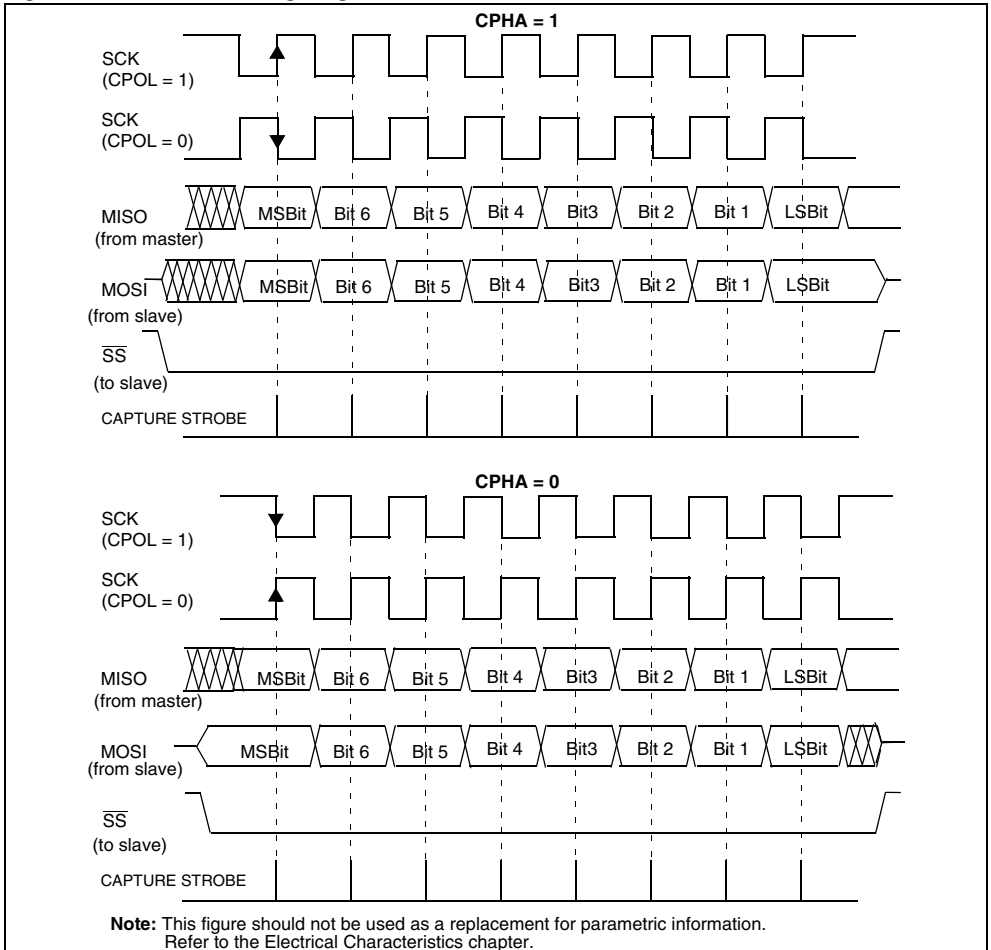 CPHA = 1
SCK
(CPOL = 1)
SCK
(CPOL = 0)
MISO
(from master)
MSBit Bit 6 Bit 5 Bit 4 Bit3 Bit 2 Bit 1 LSBit
MOSI
(from slave)
MSBit Bit 6 Bit 5 Bit 4 Bit3 Bit 2 Bit 1 LSBit
SS
(to slave)
CAPTURE STROBE
CPHA = 0
SCK
(CPOL = 1)
SCK
(CPOL = 0)
MISO
(from master)
MSBit Bit 6 Bit 5 Bit 4 Bit3 Bit 2 Bit 1 LSBit
MOSI
(from slave)
MSBit Bit 6 Bit 5 Bit 4 Bit3 Bit 2 Bit 1 LSBit
SS
(to slave)
CAPTURE STROBE
Note: This figure should not be used as a replacement for parametric information.
Refer to the Electrical Characteristics chapter.